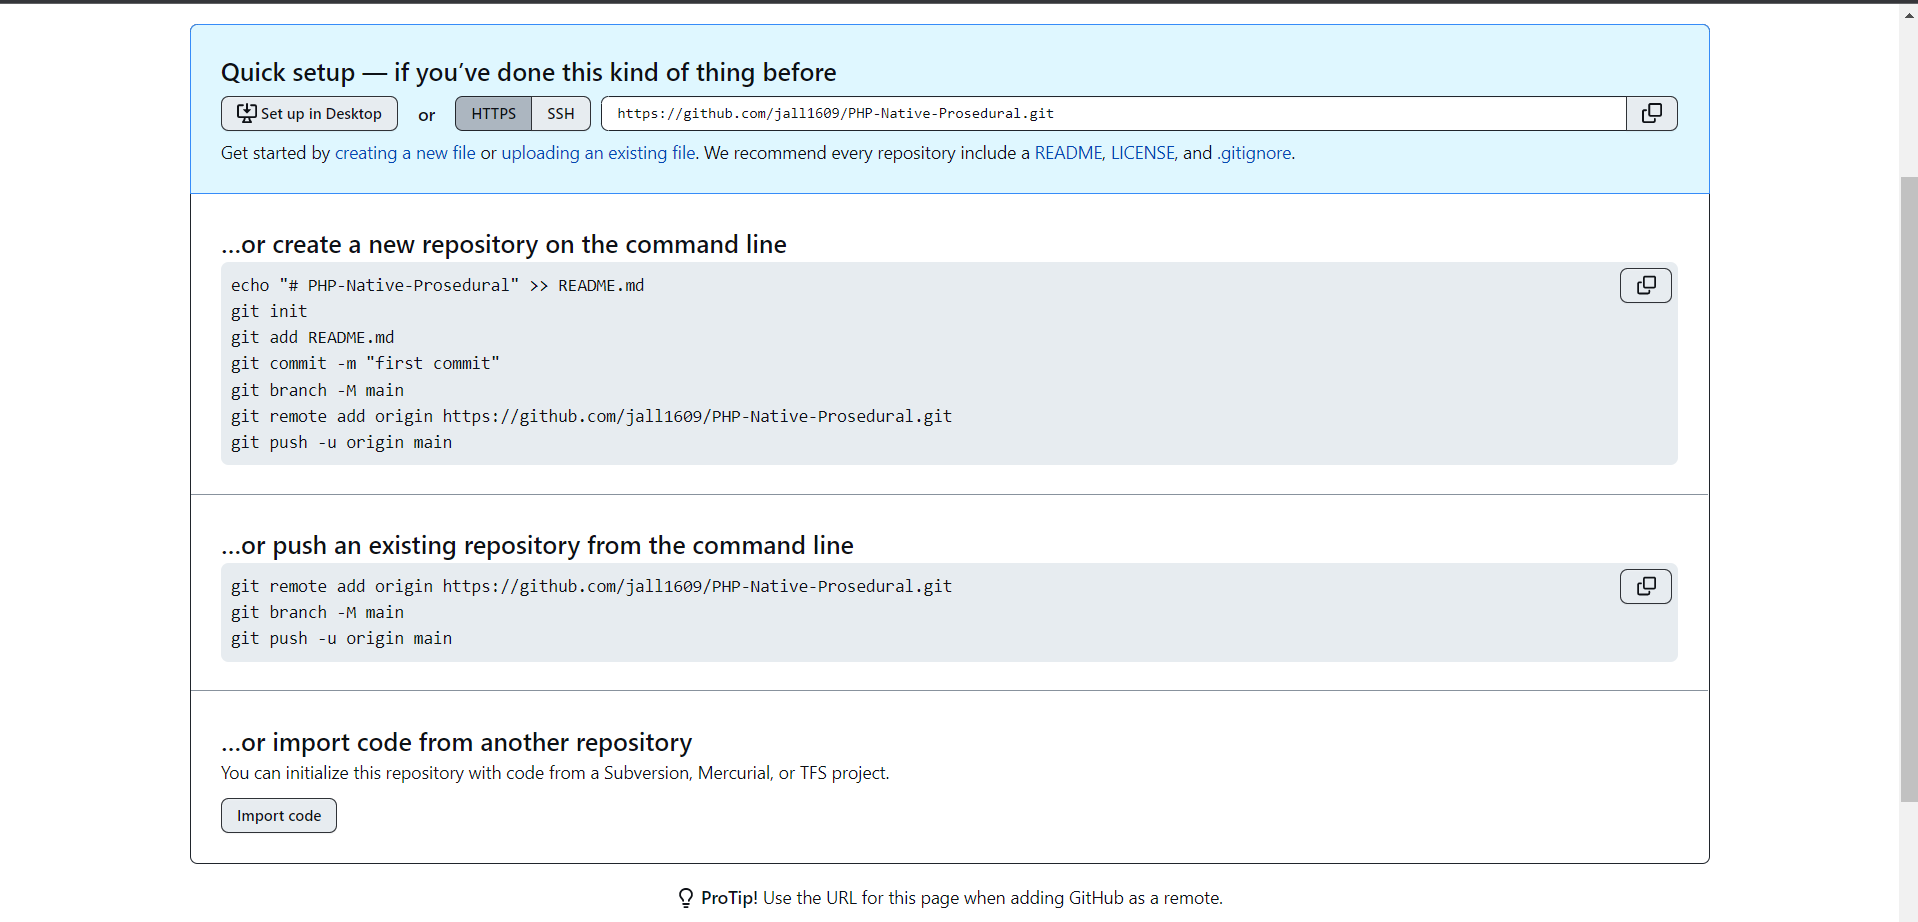 Quick setup — if you’ve done this kind of thing before
Set up in Desktop or HTTPS SSH https://github.com/jall1609/PHP-Native-Prosedural.git
Get started by creating a new file or uploading an existing file. We recommend every repository include a README, LICENSE, and .gitignore.
…or create a new repository on the command line
echo "# PHP-Native-Prosedural" >> README.md
git init
git add README.md
git commit -m "first commit"
git branch -M main
git remote add origin https://github.com/jall1609/PHP-Native-Prosedural.git
git push -u origin main
…or push an existing repository from the command line
git remote add origin https://github.com/jall1609/PHP-Native-Prosedural.git
git branch -M main
git push -u origin main
…or import code from another repository
You can initialize this repository with code from a Subversion, Mercurial, or TFS project.
Import code
ProTip! Use the URL for this page when adding GitHub as a remote.